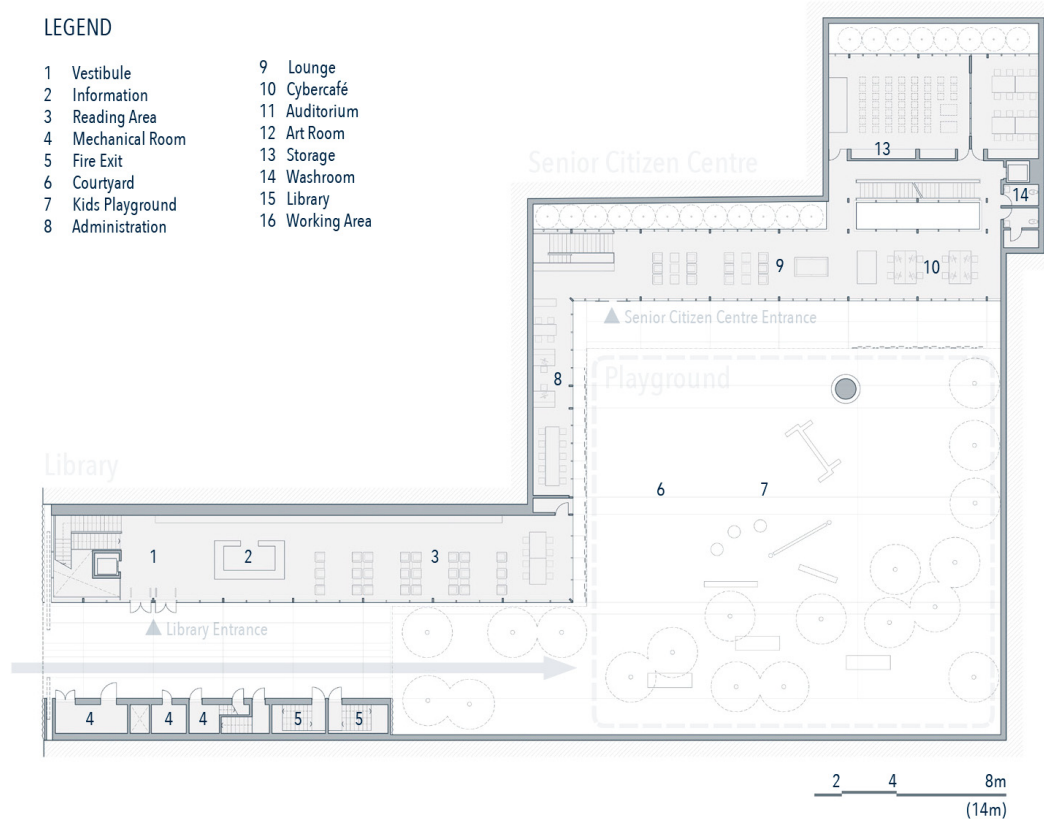 LEGEND
1 Vestibule
2 Information
3 Reading Area
4 Mechanical Room
5 Fire Exit
6 Courtyard
7 Kids Playground
8 Administration
9 Lounge
10 Cybercafé
11 Auditorium
12 Art Room
13 Storage
14 Washroom
15 Library
16 Working Area
Senior Citizen Centre
13
14
9
10
Senior Citizen Centre Entrance
8
Playground
6
7
Library
1
2
3
Library Entrance
4
4
4
5
5
2 4 8m
(14m)